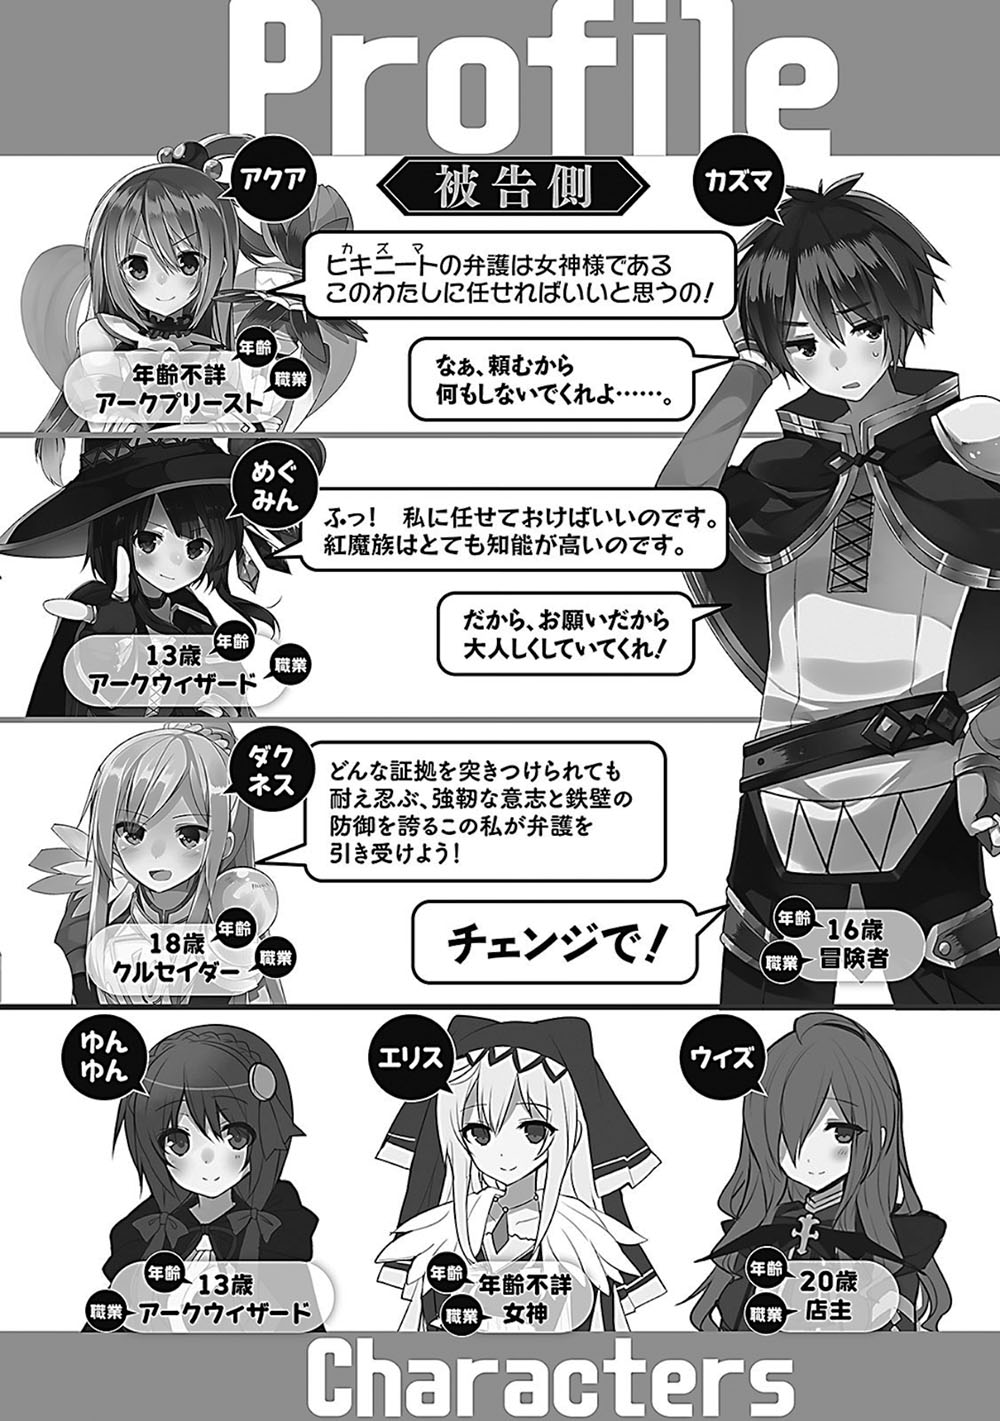 Profile
被告側
アクア
カズマ
カズマ
ヒキニートの弁護は女神様である
このわたしに任せればいいと思うの！
なぁ、頼むから
何もしないでくれよ……。
年齢
年齢不詳
職業
アークプリースト
めぐ
みん
ふっ！　私に任せておけばいいのです。
紅魔族はとても知能が高いのです。
だから、お願いだから
大人しくしていてくれ！
年齢
13歳
職業
アークウィザード
ダク
ネス
どんな証拠を突きつけられても
耐え忍ぶ、強靭な意志と鉄壁の
防御を誇るこの私が弁護を
引き受けよう！
チェンジで！
年齢
18歳
職業
クルセイダー
年齢
16歳
職業
冒険者
ゆん
ゆん
年齢
13歳
職業
アークウィザード
エリス
年齢
年齢不詳
職業
女神
ウィズ
年齢
20歳
職業
店主
Characters